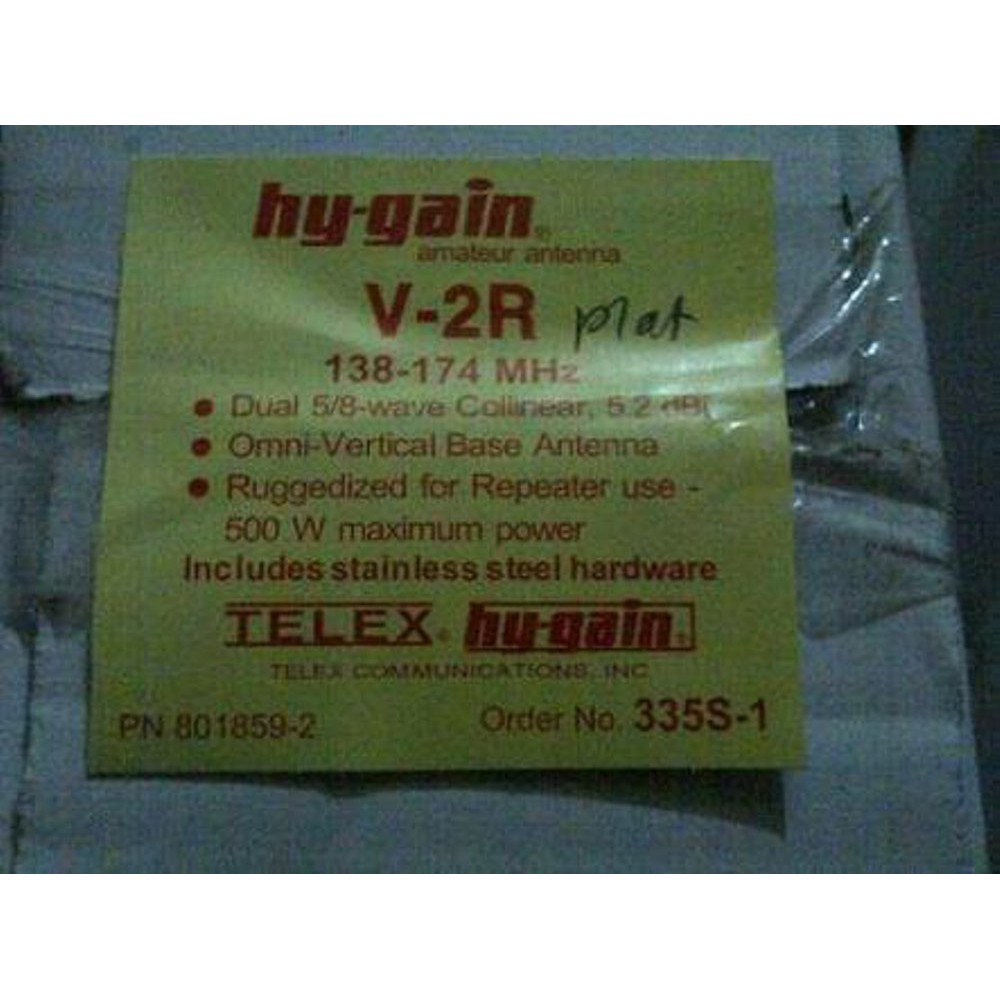 hy-gain®
amateur antenna
V-2R plat
138-174 MHz
● Dual 5/8-wave Collinear, 5.2 dBi
● Omni-Vertical Base Antenna
● Ruggedized for Repeater use -
500 W maximum power
Includes stainless steel hardware
TELEX® hy-gain®
TELEX COMMUNICATIONS, INC
PN 801859-2 Order No. 335S-1